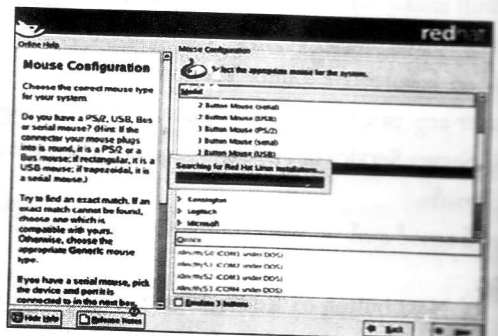 redhat
Online Help
Mouse Configuration
Choose the correct mouse type
for your system.
Do you have a PS/2, USB, Bus
or serial mouse? (Hint: If the
connector your mouse plugs
into is round, it is a PS/2 or a
Bus mouse; if rectangular, it is a
USB mouse; if trapezoidal, it is
a serial mouse.)
Try to find an exact match. If an
exact match cannot be found,
choose one which is
compatible with yours.
Otherwise, choose the
appropriate Generic mouse
type.
If you have a serial mouse, pick
the device and port it is
connected to in the next box.
Hide Help
Release Notes
Mouse Configuration
Select the appropriate mouse for the system.
Model
2 Button Mouse (serial)
2 Button Mouse (USB)
3 Button Mouse (PS/2)
3 Button Mouse (serial)
3 Button Mouse (USB)
Searching for Red Hat Linux installations...
Kensington
Logitech
Microsoft
Device
/dev/ttyS0 (COM1 under DOS)
/dev/ttyS1 (COM2 under DOS)
/dev/ttyS2 (COM3 under DOS)
/dev/ttyS3 (COM4 under DOS)
Emulate 3 buttons
Back